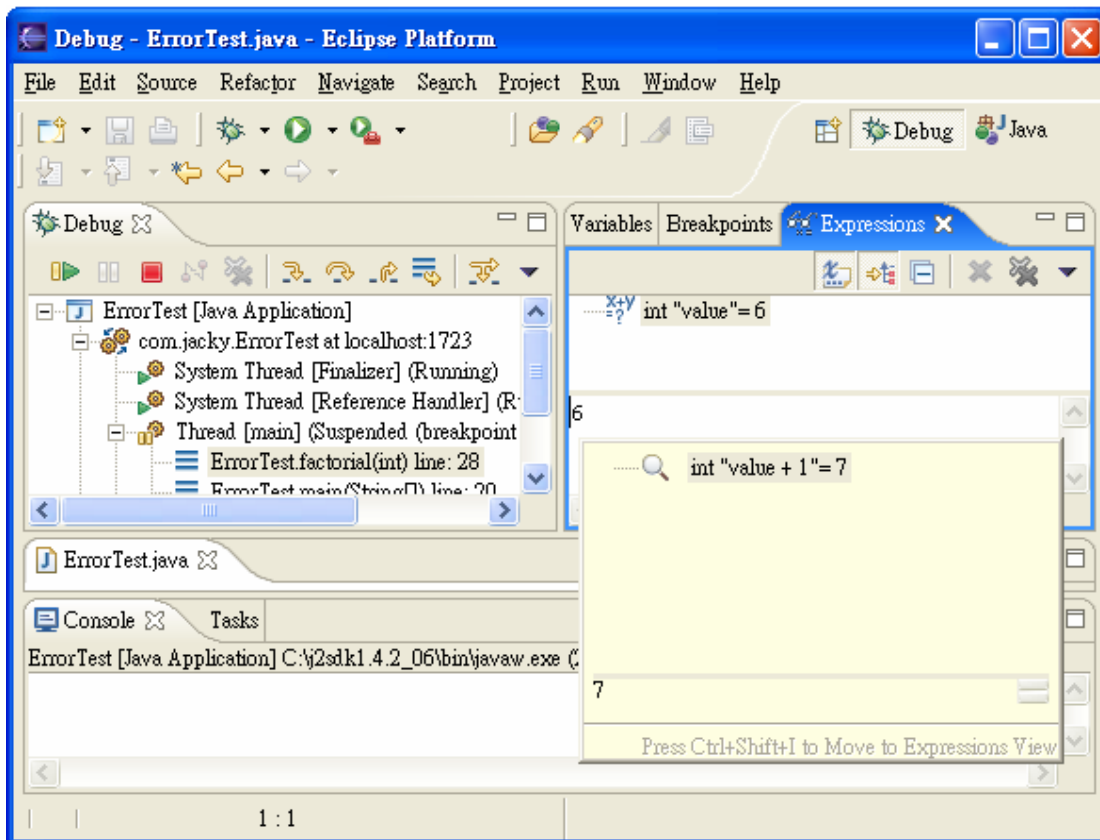 Debug - ErrorTest.java - Eclipse Platform
File Edit Source Refactor Navigate Search Project Run Window Help
Debug Java
Debug
ErrorTest [Java Application]
com.jacky.ErrorTest at localhost:1723
System Thread [Finalizer] (Running)
System Thread [Reference Handler] (R
Thread [main] (Suspended (breakpoint
ErrorTest.factorial(int) line: 28
ErrorTest.main(String[]) line: 20
Variables Breakpoints Expressions
x+y=? int "value"= 6
6
int "value + 1"= 7
7
Press Ctrl+Shift+I to Move to Expressions View
ErrorTest.java
Console Tasks
ErrorTest [Java Application] C:\j2sdk1.4.2_06\bin\javaw.exe (
1 : 1